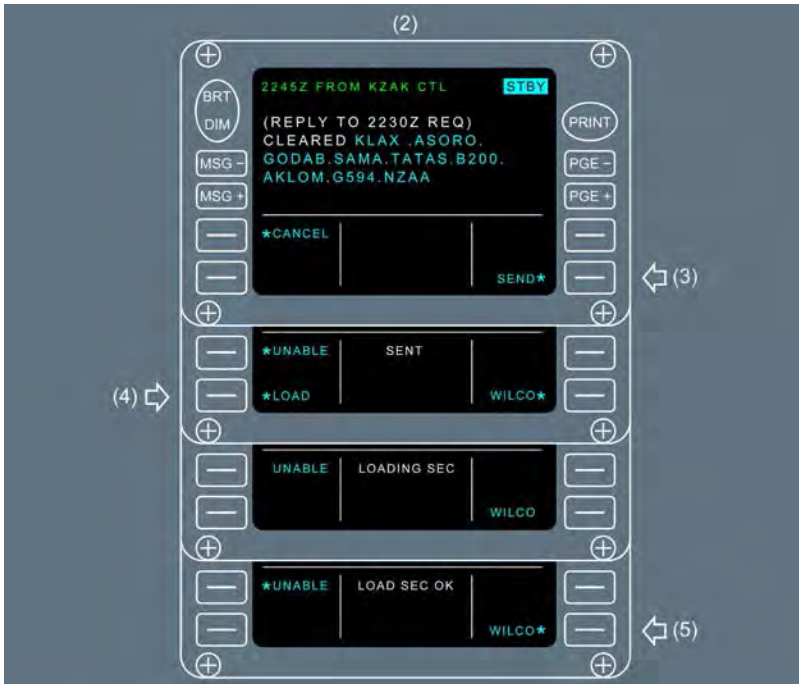 (2)
BRT
DIM
2245Z FROM KZAK CTL STBY
PRINT
(REPLY TO 2230Z REQ)
CLEARED KLAX .ASORO.
GODAB.SAMA.TATAS.B200.
AKLOM.G594.NZAA
MSG - PGE -
MSG + PGE +
*CANCEL
SEND* (3)
*UNABLE SENT
(4) *LOAD WILCO*
UNABLE LOADING SEC
WILCO
*UNABLE LOAD SEC OK
WILCO* (5)